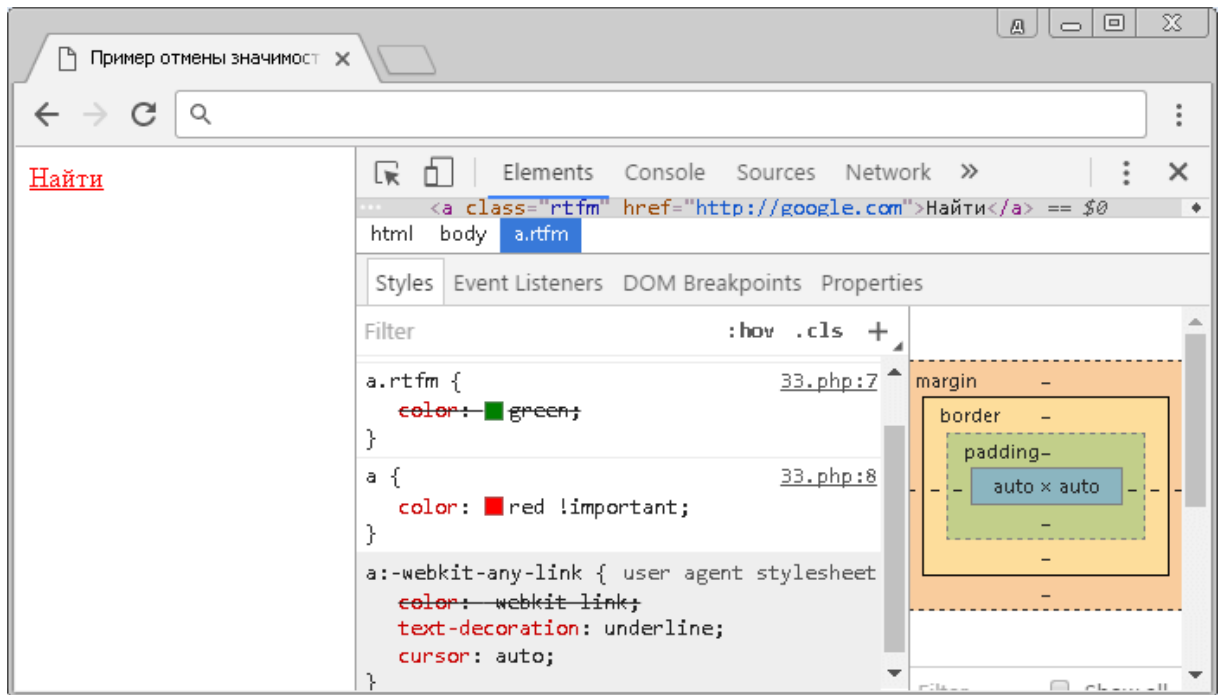 Д
Пример отмены значимост
Найти
Elements Console Sources Network
<a class="rtfm" href="http://google.com">Найти</a> == $0
html body a.rtfm
Styles Event Listeners DOM Breakpoints Properties
Filter :hov .cls +
a.rtfm { 33.php:7
color: green;
}
a { 33.php:8
color: red !important;
}
a:-webkit-any-link { user agent stylesheet
color: -webkit-link;
text-decoration: underline;
cursor: auto;
}
margin –
border –
padding–
– – – auto × auto – – –
–
–
–
Filter Show all